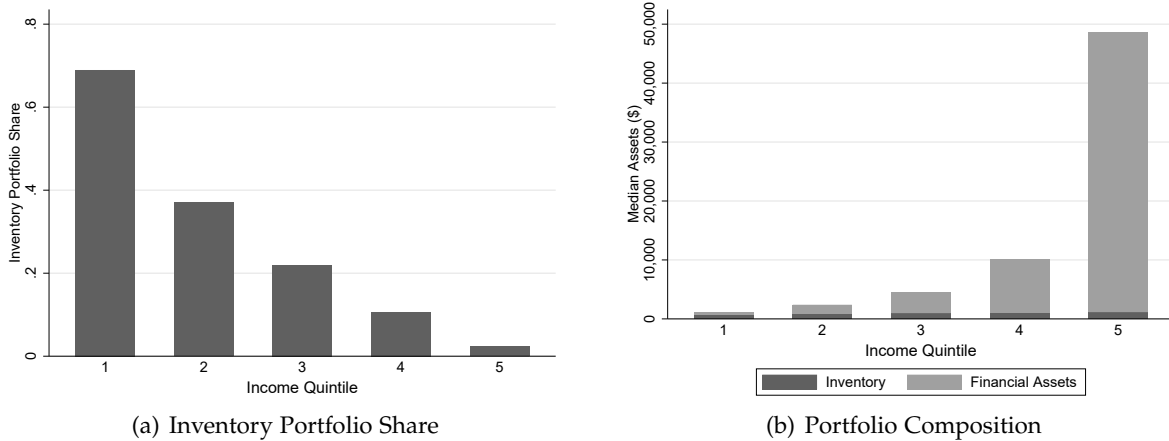 Inventory Portfolio Share
.8
.6
.4
.2
0
1 2 3 4 5
Income Quintile
(a) Inventory Portfolio Share
Median Assets ($)
50,000
40,000
30,000
20,000
10,000
0
1 2 3 4 5
Income Quintile
Inventory Financial Assets
(b) Portfolio Composition